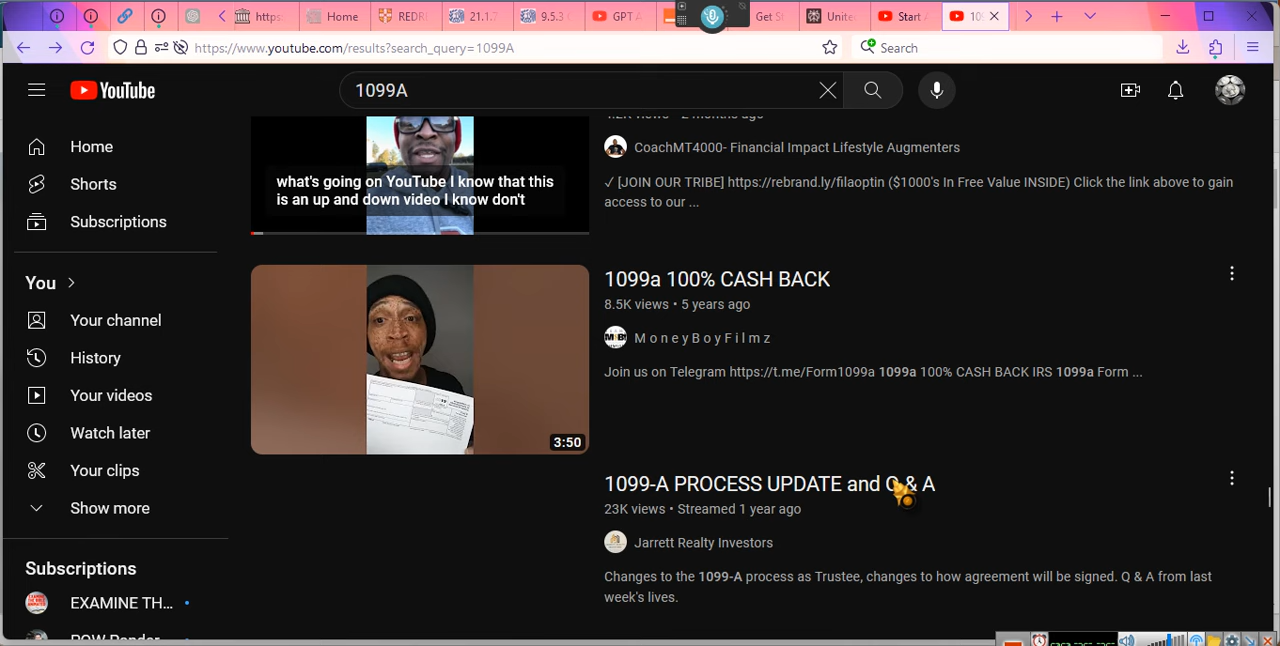 https:
Home
REDRI
21.1.7
9.5.3
GPT A
Get St
Unite
Start A
https://www.youtube.com/results?search_query=1099A
Search
YouTube
1099A
Home
Shorts
Subscriptions
You
Your channel
History
Your videos
Watch later
Your clips
Show more
Subscriptions
EXAMINE TH...
what's going on YouTube I know that this
is an up and down video I know don't
CoachMT4000- Financial Impact Lifestyle Augmenters
✓ [JOIN OUR TRIBE] https://rebrand.ly/filaoptin ($1000's In Free Value INSIDE) Click the link above to gain
access to our ...
3:50
1099a 100% CASH BACK
8.5K views • 5 years ago
M o n e y B o y F i l m z
Join us on Telegram https://t.me/Form1099a 1099a 100% CASH BACK IRS 1099a Form ...
1099-A PROCESS UPDATE and Q & A
23K views • Streamed 1 year ago
Jarrett Realty Investors
Changes to the 1099-A process as Trustee, changes to how agreement will be signed. Q & A from last
week's lives.